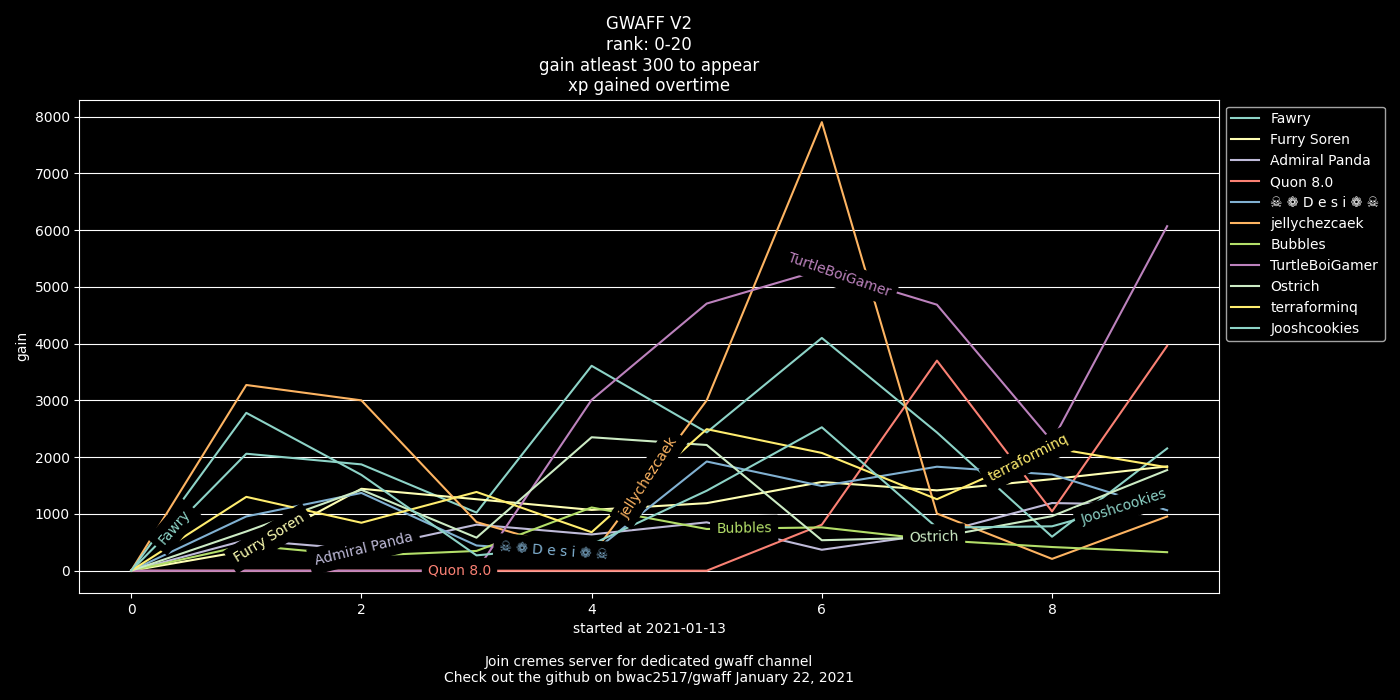 GWAFF V2
rank: 0-20
gain atleast 300 to appear
xp gained overtime
8000
7000
6000
5000
4000
3000
2000
1000
0
gain
0 2 4 6 8
started at 2021-01-13
Join cremes server for dedicated gwaff channel
Check out the github on bwac2517/gwaff January 22, 2021
Fawry
Furry Soren
Admiral Panda
Quon 8.0
☠ ❁ D e s i ❁ ☠
jellychezcaek
Bubbles
TurtleBoiGamer
Ostrich
terraforminq
Jooshcookies
Fawry
Furry Soren
Admiral Panda
Quon 8.0
☠ ❁ D e s i ❁ ☠
jellychezcaek
Bubbles
TurtleBoiGamer
Ostrich
terraforminq
Jooshcookies